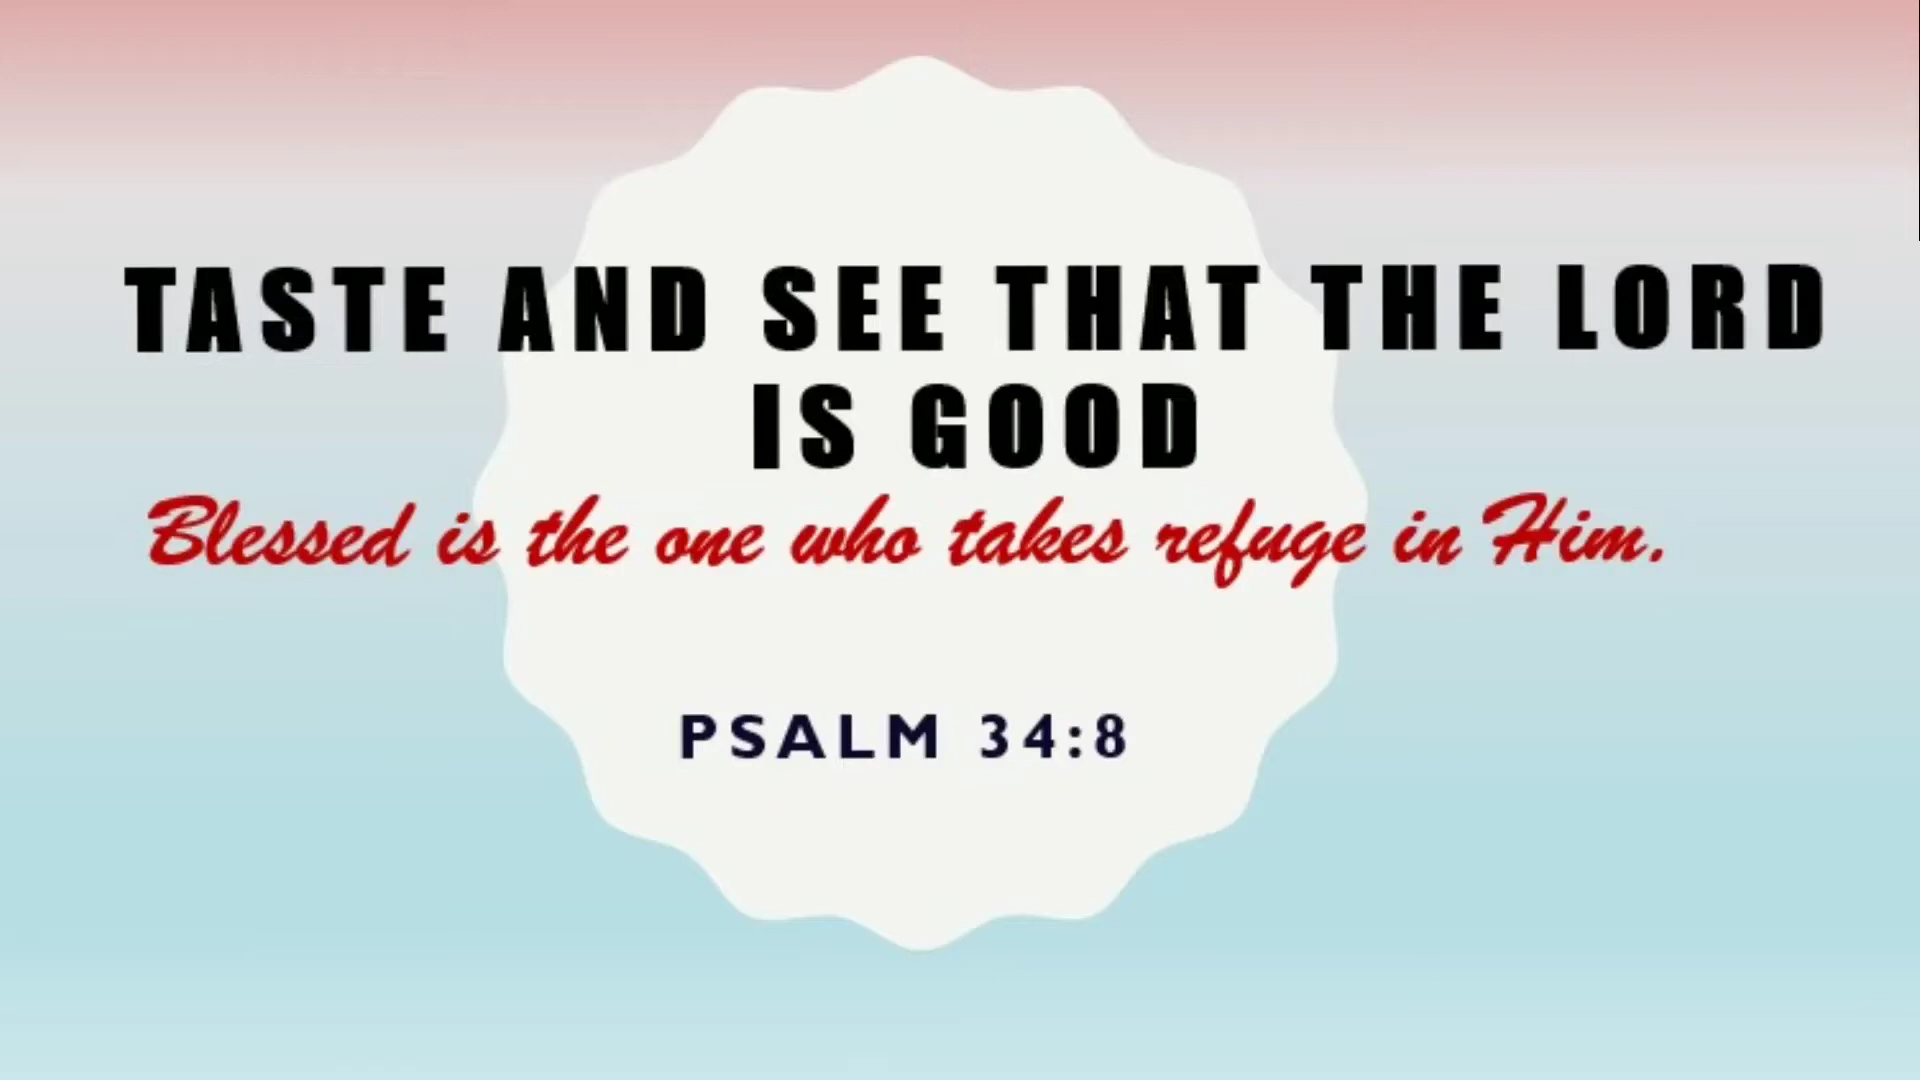 TASTE AND SEE THAT THE LORD
IS GOOD
Blessed is the one who takes refuge in Him.
PSALM 34:8